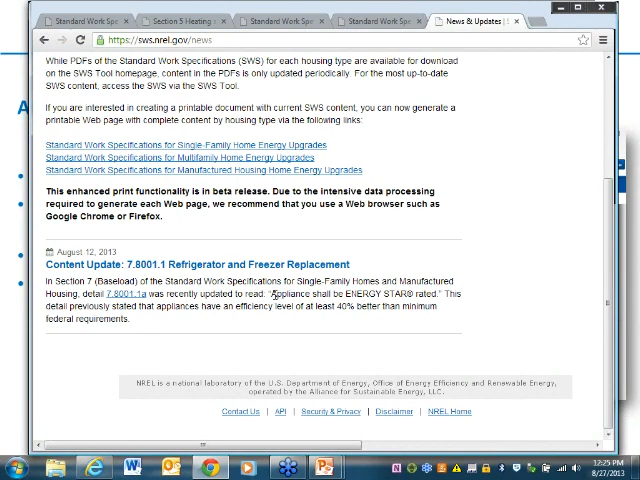 Standard Work Spe
Section 5 Heating
Standard Work Spe
Standard Work Spe
News & Updates | S
https://sws.nrel.gov/news
While PDFs of the Standard Work Specifications (SWS) for each housing type are available for download
on the SWS Tool homepage, content in the PDFs is only updated periodically. For the most up-to-date
SWS content, access the SWS via the SWS Tool.
If you are interested in creating a printable document with current SWS content, you can now generate a
printable Web page with complete content by housing type via the following links:
Standard Work Specifications for Single-Family Home Energy Upgrades
Standard Work Specifications for Multifamily Home Energy Upgrades
Standard Work Specifications for Manufactured Housing Home Energy Upgrades
This enhanced print functionality is in beta release. Due to the intensive data processing
required to generate each Web page, we recommend that you use a Web browser such as
Google Chrome or Firefox.
August 12, 2013
Content Update: 7.8001.1 Refrigerator and Freezer Replacement
In Section 7 (Baseload) of the Standard Work Specifications for Single-Family Homes and Manufactured
Housing, detail 7.8001.1a was recently updated to read: "Appliance shall be ENERGY STAR® rated." This
detail previously stated that appliances have an efficiency level of at least 40% better than minimum
federal requirements.
NREL is a national laboratory of the U.S. Department of Energy, Office of Energy Efficiency and Renewable Energy,
operated by the Alliance for Sustainable Energy, LLC.
Contact Us | API | Security & Privacy | Disclaimer | NREL Home
12:25 PM
8/27/2013